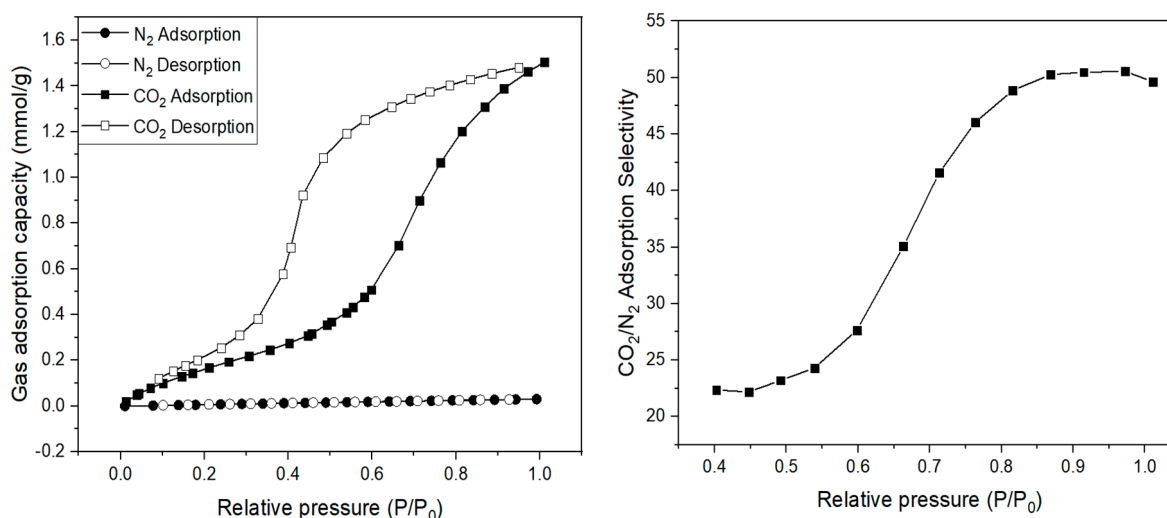 N₂ Adsorption
N₂ Desorption
CO₂ Adsorption
CO₂ Desorption
Gas adsorption capacity (mmol/g)
1.6
1.4
1.2
1.0
0.8
0.6
0.4
0.2
0.0
-0.2
0.0 0.2 0.4 0.6 0.8 1.0
Relative pressure (P/P₀)
CO₂/N₂ Adsorption Selectivity
55
50
45
40
35
30
25
20
0.4 0.5 0.6 0.7 0.8 0.9 1.0
Relative pressure (P/P₀)